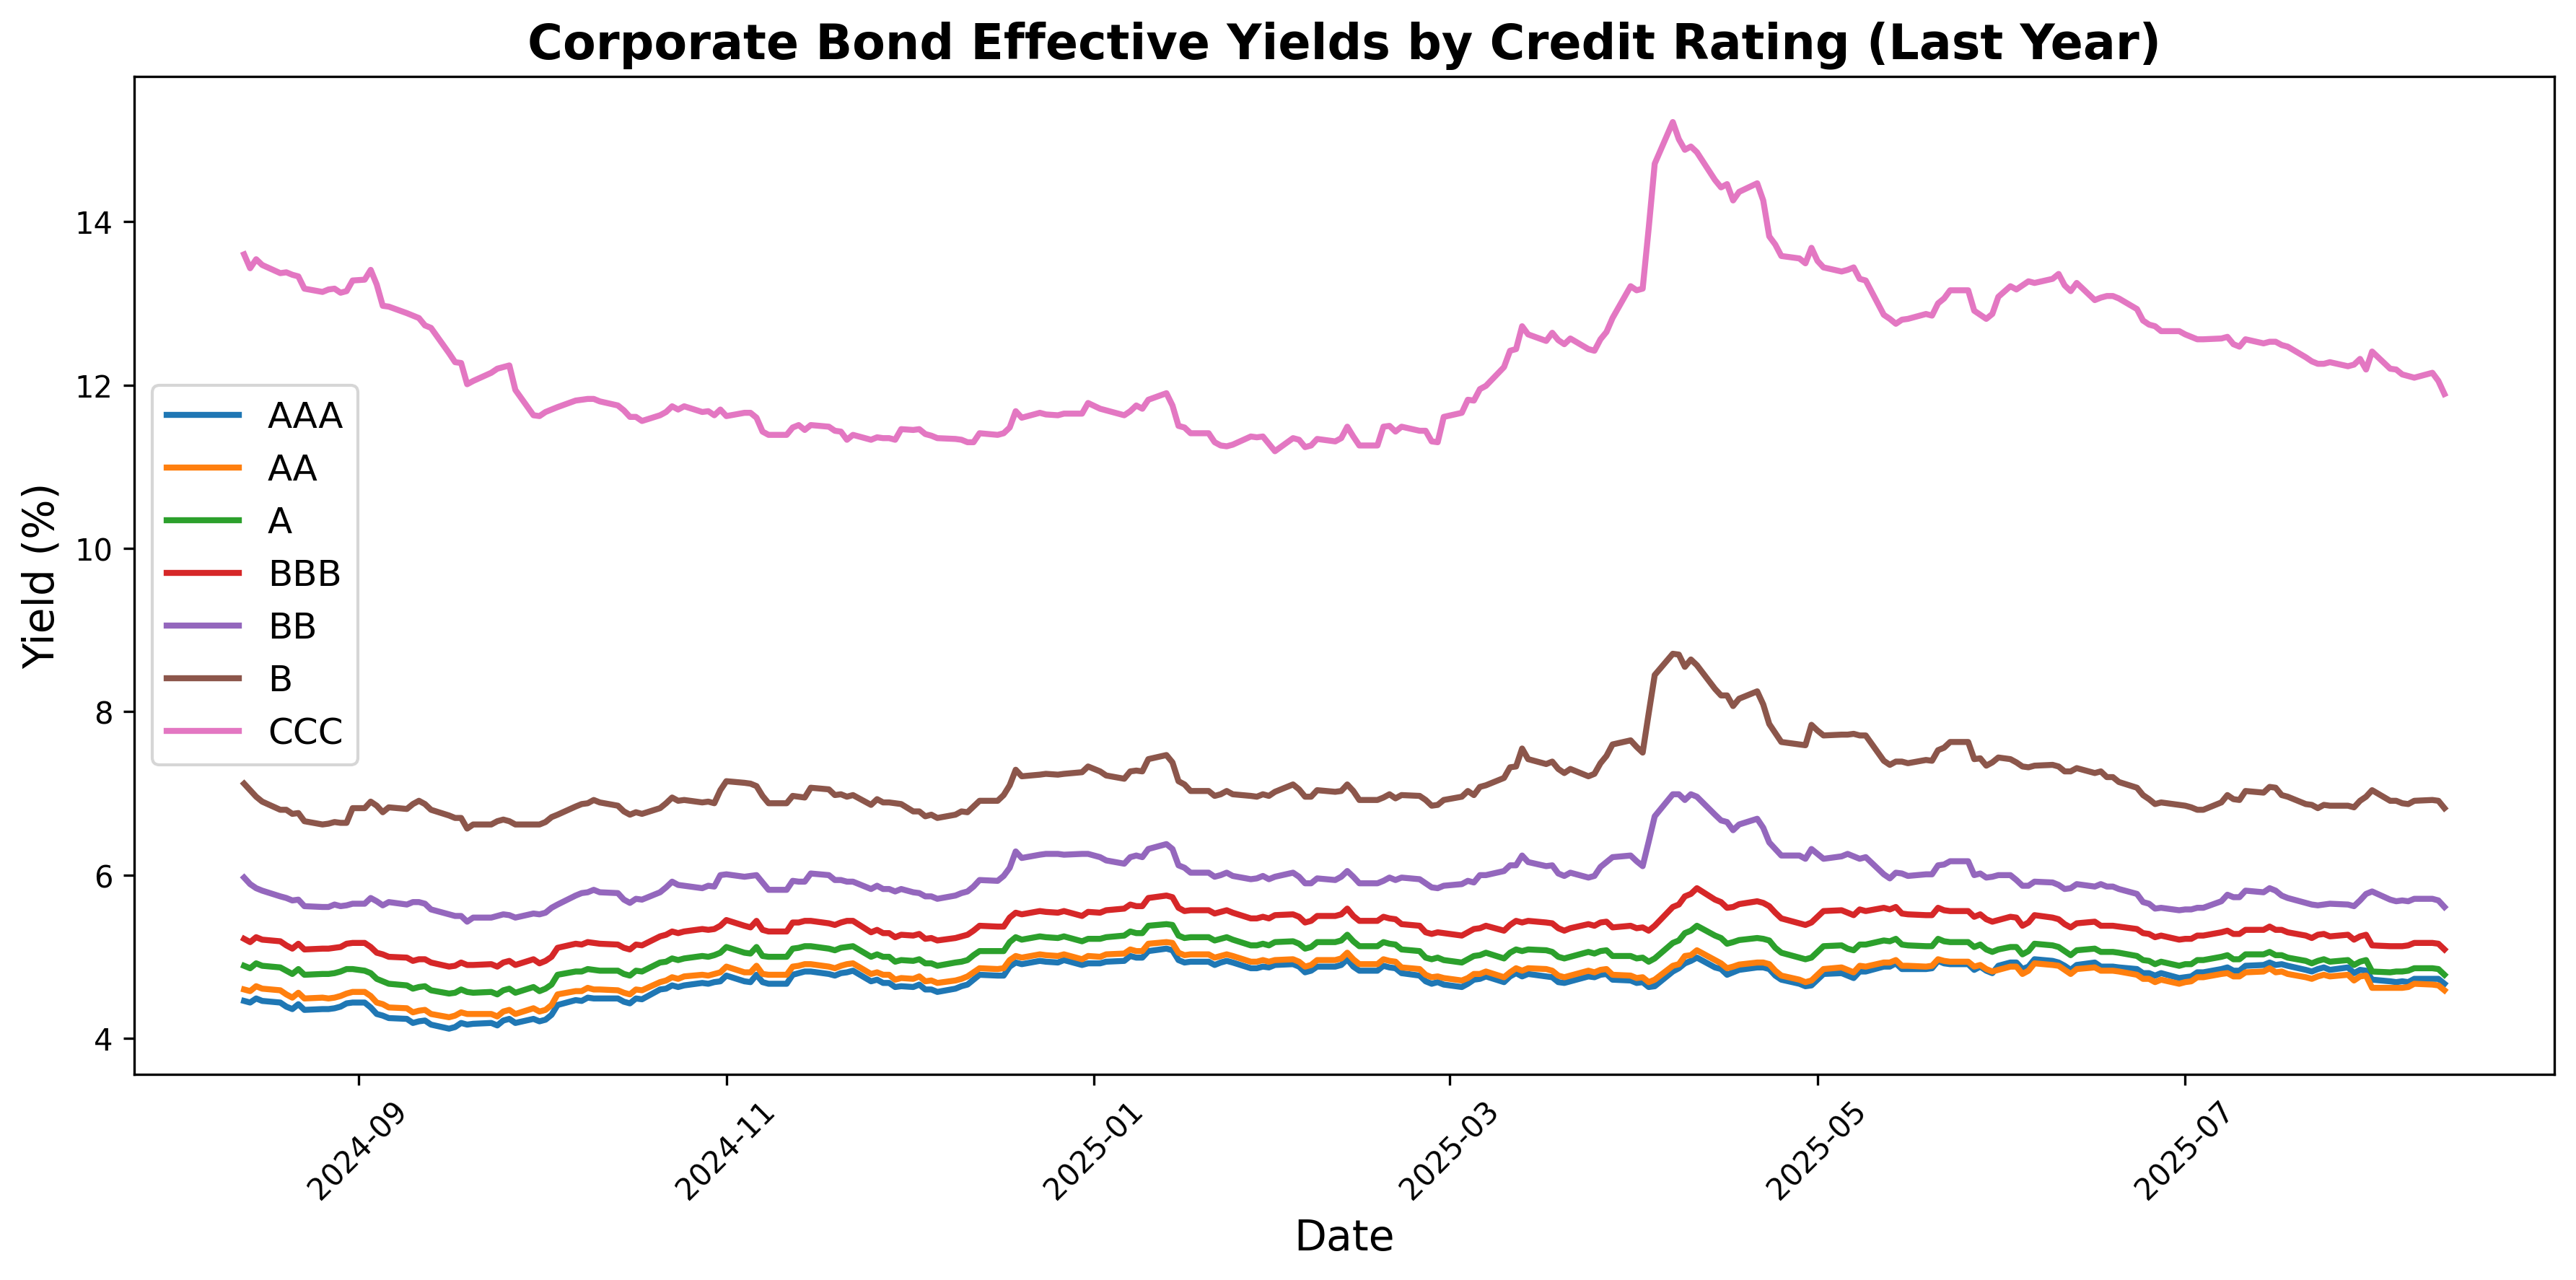 Corporate Bond Effective Yields by Credit Rating (Last Year)
Yield (%)
14
12
10
8
6
4
AAA
AA
A
BBB
BB
B
CCC
2024-09
2024-11
2025-01
2025-03
2025-05
2025-07
Date